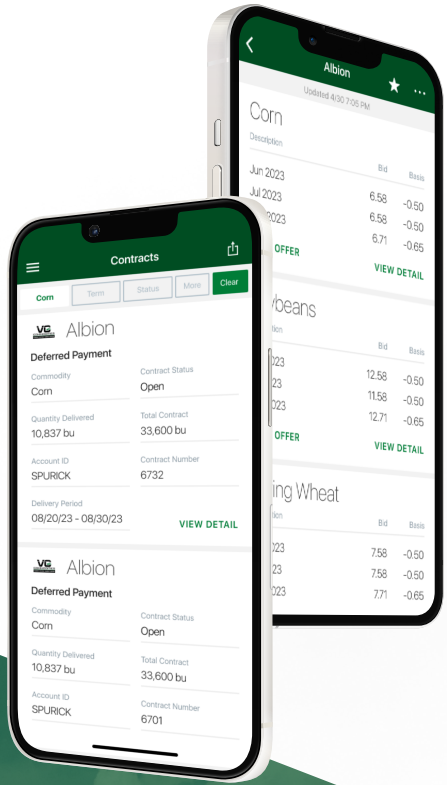 Albion
Updated 4/30 7:05 PM
Corn
Description Bid Basis
Jun 2023 6.58 -0.50
Jul 2023 6.58 -0.50
2023 6.71 -0.65
OFFER VIEW DETAIL
ybeans
tion Bid Basis
23 12.58 -0.50
23 11.58 -0.50
023 12.71 -0.65
OFFER VIEW DETAIL
ing Wheat
tion Bid Basis
23 7.58 -0.50
23 7.58 -0.50
023 7.71 -0.65
Contracts
Corn Term Status More Clear
VC Albion
Deferred Payment
Commodity Contract Status
Corn Open
Quantity Delivered Total Contract
10,837 bu 33,600 bu
Account ID Contract Number
SPURICK 6732
Delivery Period
08/20/23 - 08/30/23 VIEW DETAIL
VC Albion
Deferred Payment
Commodity Contract Status
Corn Open
Quantity Delivered Total Contract
10,837 bu 33,600 bu
Account ID Contract Number
SPURICK 6701